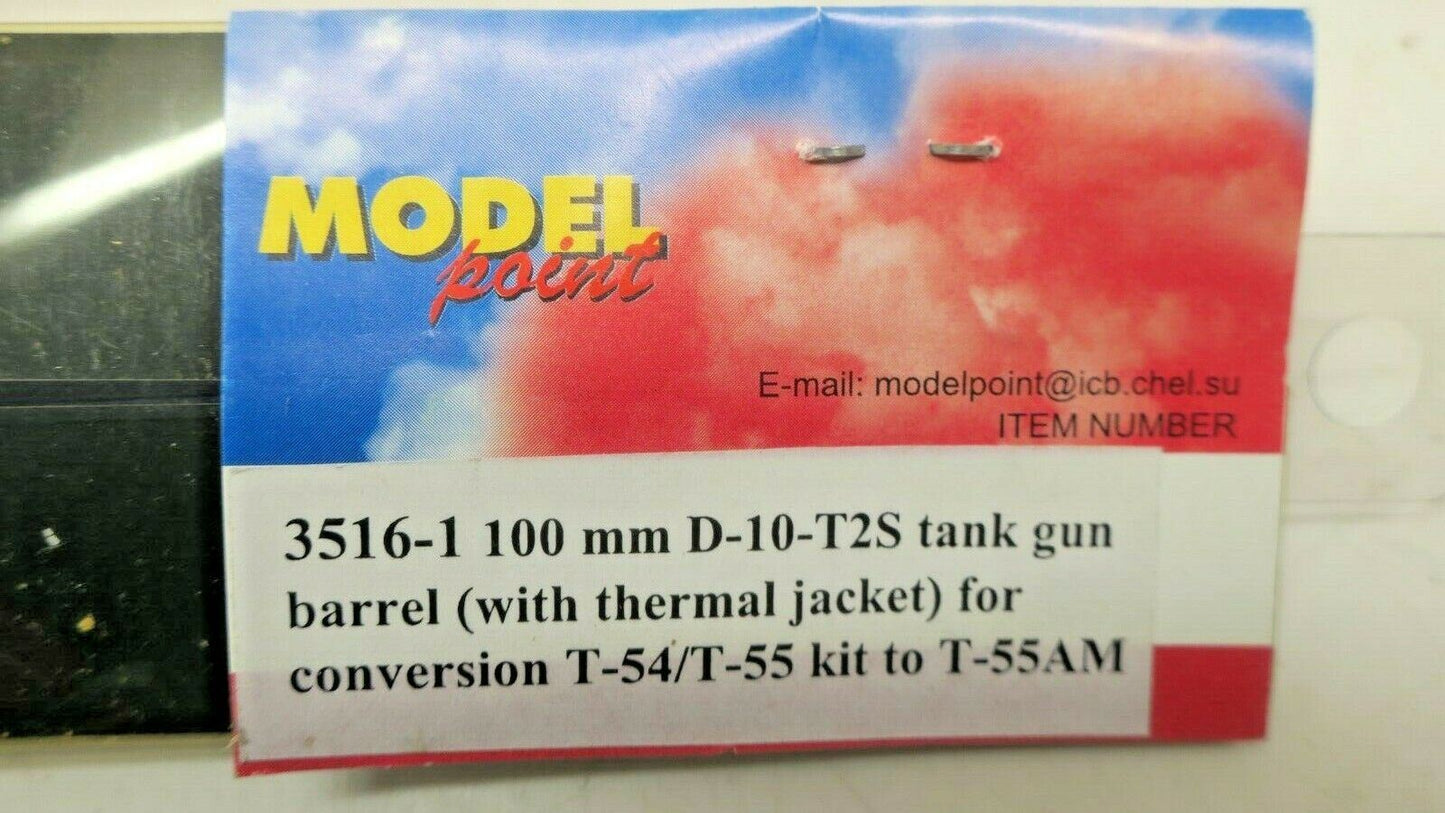 MODEL
point
E-mail: modelpoint@icb.chel.su
ITEM NUMBER
3516-1 100 mm D-10-T2S tank gun
barrel (with thermal jacket) for
conversion T-54/T-55 kit to T-55AM